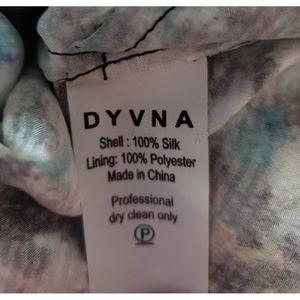 DYVNA
Shell : 100% Silk
Lining: 100% Polyester
Made in China
Professional
dry clean only
P